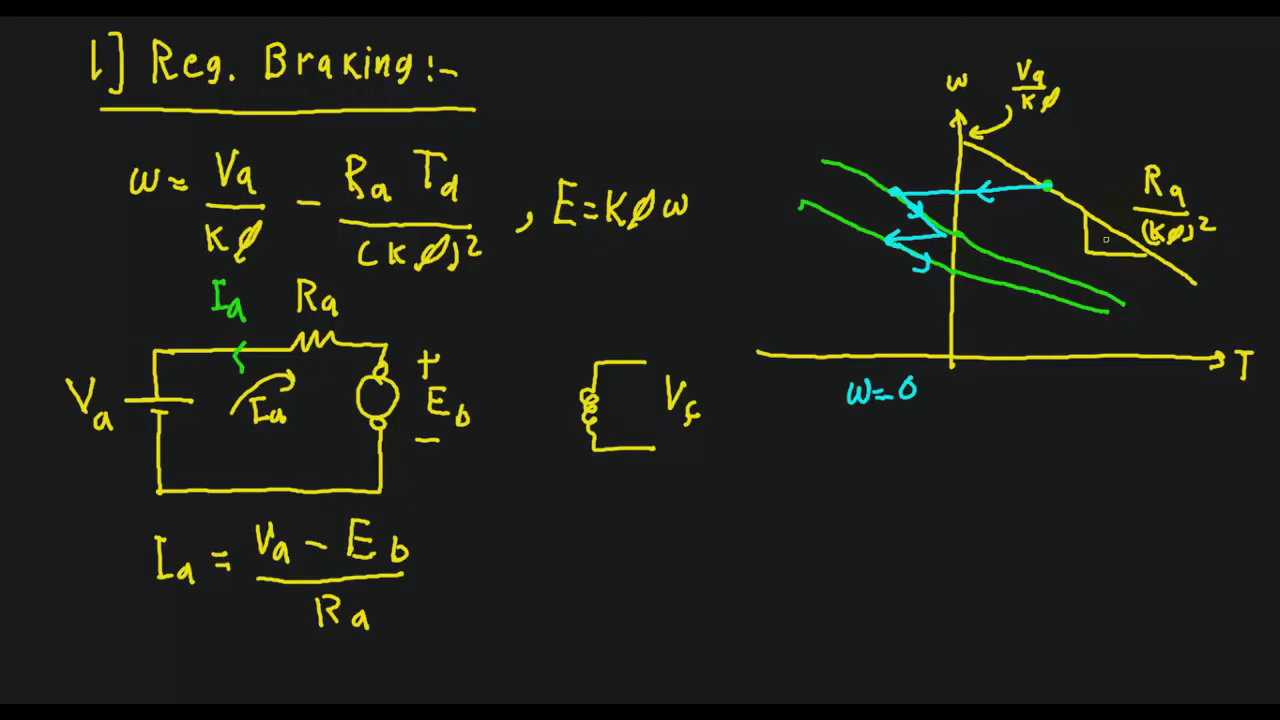 1] Reg. Braking:-
ω = Va/Kϕ - Ra Td/(Kϕ)², E=Kϕω
Ia Ra
Va Ia + Eb -
Vf
Ia = Va - Eb / Ra
ω Va/Kϕ
Ra/(Kϕ)²
T
ω=0